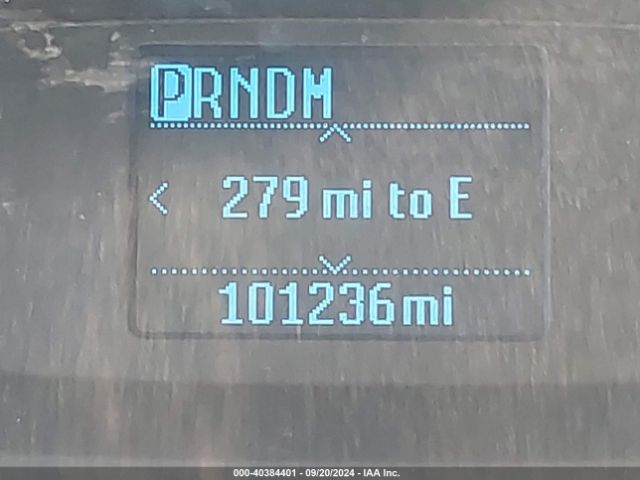 PRNDM
< 279 mi to E
101236mi
000-40384401 - 09/20/2024 - IAA Inc.